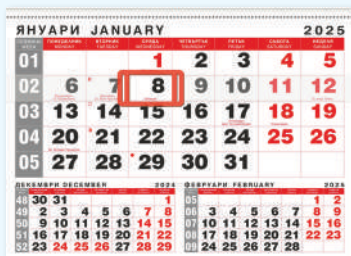 ЯНУАРИ JANUARY 2025
01 1 2 3 4 5
02 6 7 8 9 10 11 12
03 13 14 15 16 17 18 19
04 20 21 22 23 24 25 26
05 27 28 29 30 31
ДЕКЕМВРИ DECEMBER 2024 ФЕВРУАРИ FEBRUARY 2025
48 30 31 1 05 1 2
49 2 3 4 5 6 7 8 06 3 4 5 6 7 8 9
50 9 10 11 12 13 14 15 07 10 11 12 13 14 15 16
51 16 17 18 19 20 21 22 08 17 18 19 20 21 22 23
52 23 24 25 26 27 28 29 09 24 25 26 27 28